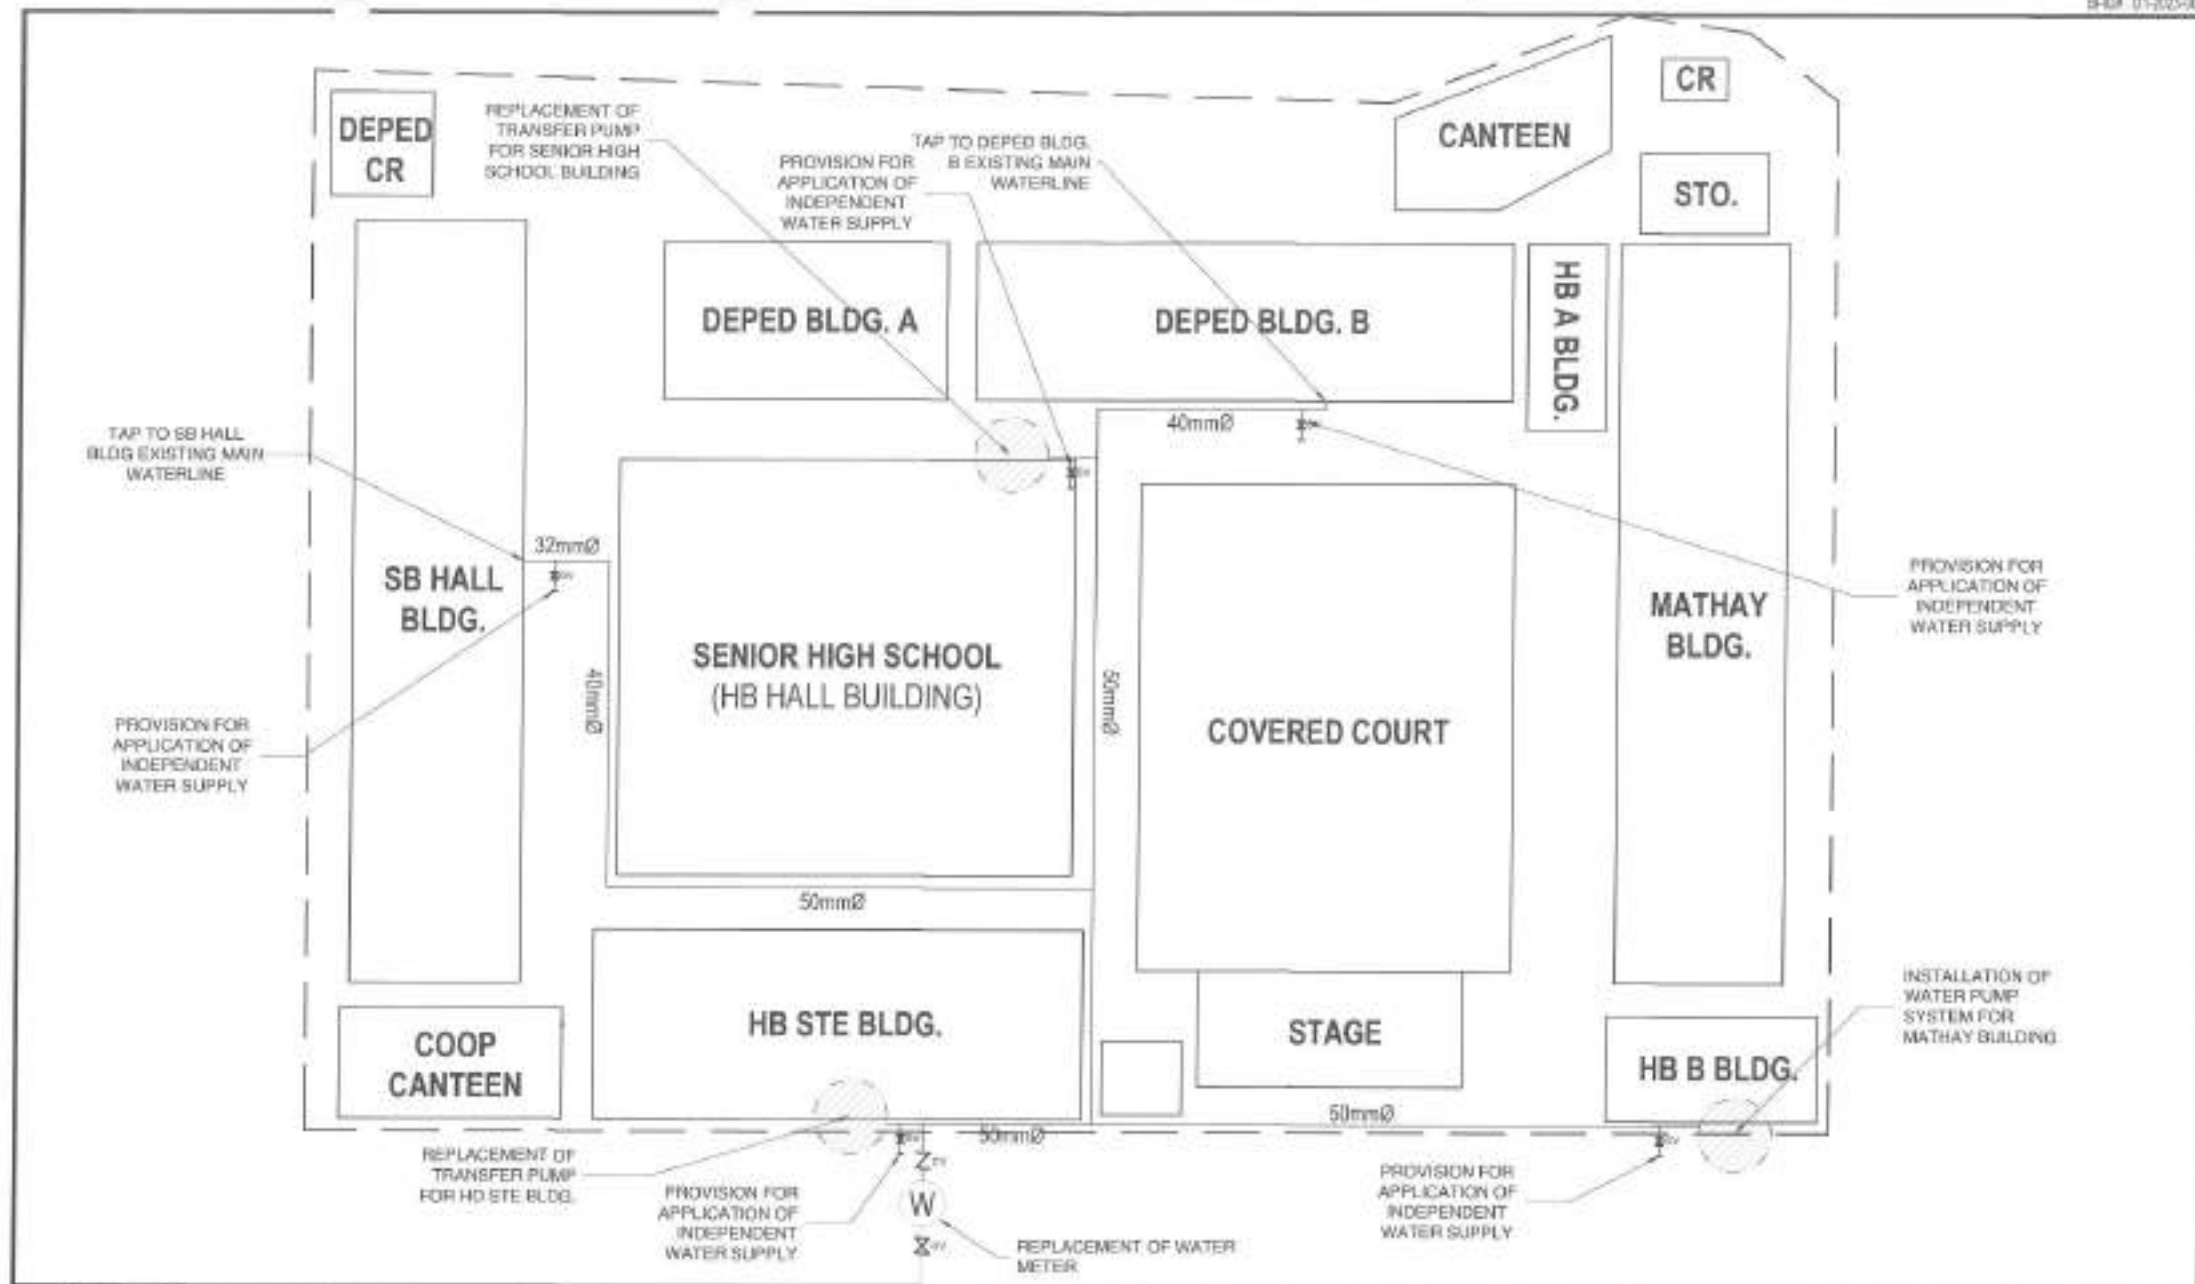 DEPED
CR
REPLACEMENT OF
TRANSFER PUMP
FOR SENIOR HIGH
SCHOOL BUILDING
PROVISION FOR
APPLICATION OF
INDEPENDENT
WATER SUPPLY
TAP TO DEPED BLDG.
B EXISTING MAIN
WATERLINE
CANTEEN
CR
STO.
DEPED BLDG. A
DEPED BLDG. B
HB A BLDG.
40mmØ
TAP TO SB HALL
BLDG EXISTING MAIN
WATERLINE
32mmØ
SB HALL
BLDG.
SENIOR HIGH SCHOOL
(HB HALL BUILDING)
40mmØ
50mmØ
COVERED COURT
MATHAY
BLDG.
PROVISION FOR
APPLICATION OF
INDEPENDENT
WATER SUPPLY
PROVISION FOR
APPLICATION OF
INDEPENDENT
WATER SUPPLY
50mmØ
HB STE BLDG.
COOP
CANTEEN
STAGE
HB B BLDG.
INSTALLATION OF
WATER PUMP
SYSTEM FOR
MATHAY BUILDING
50mmØ
50mmØ
REPLACEMENT OF
TRANSFER PUMP
FOR HD STE BLDG.
PROVISION FOR
APPLICATION OF
INDEPENDENT
WATER SUPPLY
W
REPLACEMENT OF WATER
METER
PROVISION FOR
APPLICATION OF
INDEPENDENT
WATER SUPPLY